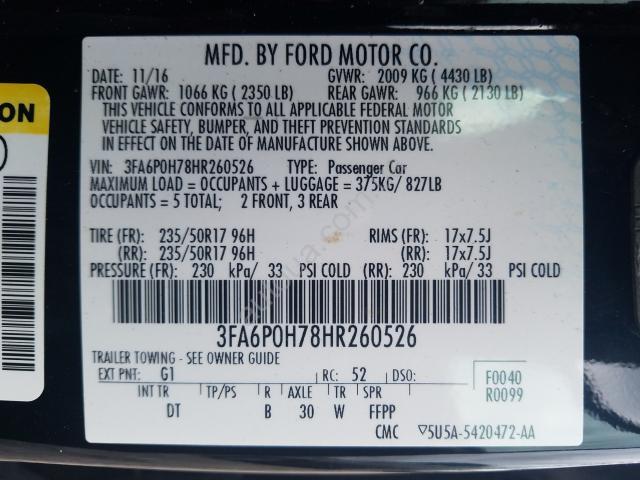 MFD. BY FORD MOTOR CO.
DATE: 11/16 GVWR: 2009 KG ( 4430 LB)
FRONT GAWR: 1066 KG ( 2350 LB) REAR GAWR: 966 KG ( 2130 LB)
THIS VEHICLE CONFORMS TO ALL APPLICABLE FEDERAL MOTOR
VEHICLE SAFETY, BUMPER, AND THEFT PREVENTION STANDARDS
IN EFFECT ON THE DATE OF MANUFACTURE SHOWN ABOVE.
VIN: 3FA6P0H78HR260526 TYPE: Passenger Car
MAXIMUM LOAD = OCCUPANTS + LUGGAGE = 375KG/ 827LB
OCCUPANTS = 5 TOTAL; 2 FRONT, 3 REAR
TIRE (FR): 235/50R17 96H RIMS (FR): 17x7.5J
(RR): 235/50R17 96H (RR): 17x7.5J
PRESSURE (FR): 230 kPa/ 33 PSI COLD (RR): 230 kPa/ 33 PSI COLD
3FA6P0H78HR260526
TRAILER TOWING - SEE OWNER GUIDE
EXT PNT: G1 RC: 52 DSO: F0040
R0099
INT TR TP/PS R AXLE TR SPR
DT B 30 W FFPP
CMC ▽5U5A-5420472-AA
ON